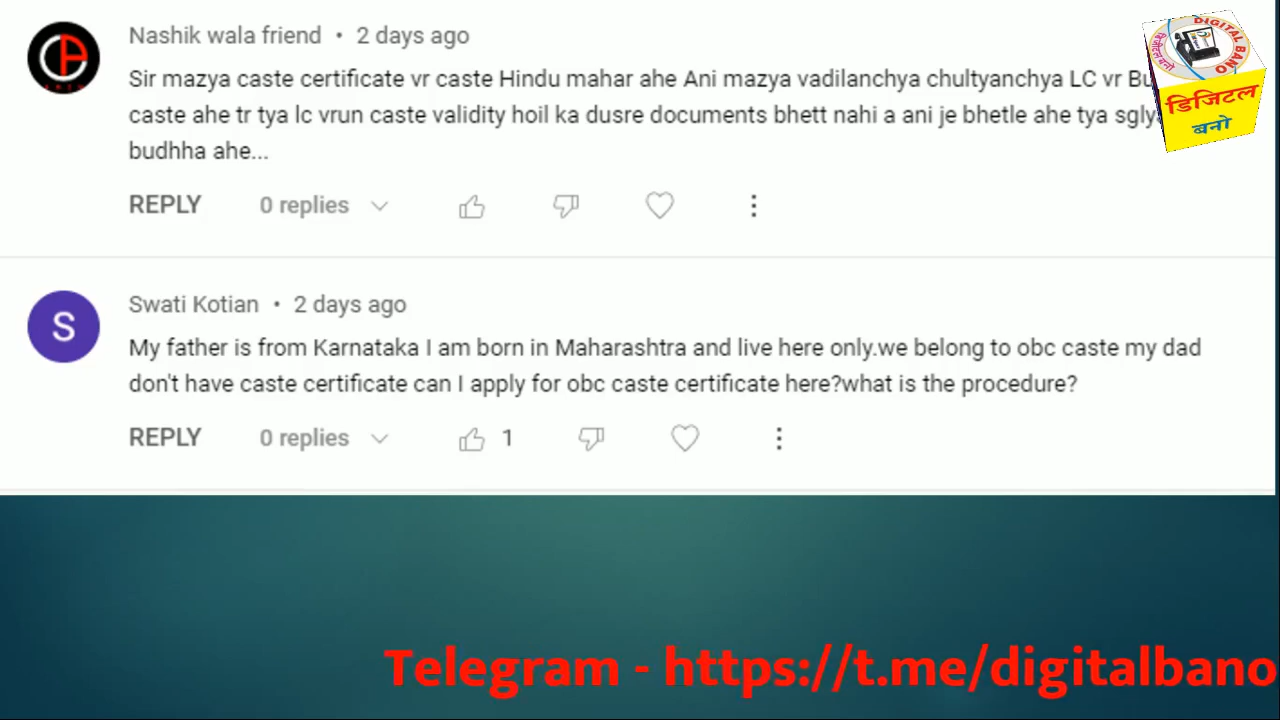 Nashik wala friend • 2 days ago
Sir mazya caste certificate vr caste Hindu mahar ahe Ani mazya vadilanchya chultyanchya LC vr
caste ahe tr tya lc vrun caste validity hoil ka dusre documents bhett nahi a ani je bhetle ahe tya
budhha ahe...
REPLY 0 replies
Swati Kotian • 2 days ago
My father is from Karnataka I am born in Maharashtra and live here only.we belong to obc caste my dad
don't have caste certificate can I apply for obc caste certificate here?what is the procedure?
REPLY 0 replies 1
S
DIGITAL BANO
डिजिटल
बनो
Telegram - https://t.me/digitalbano